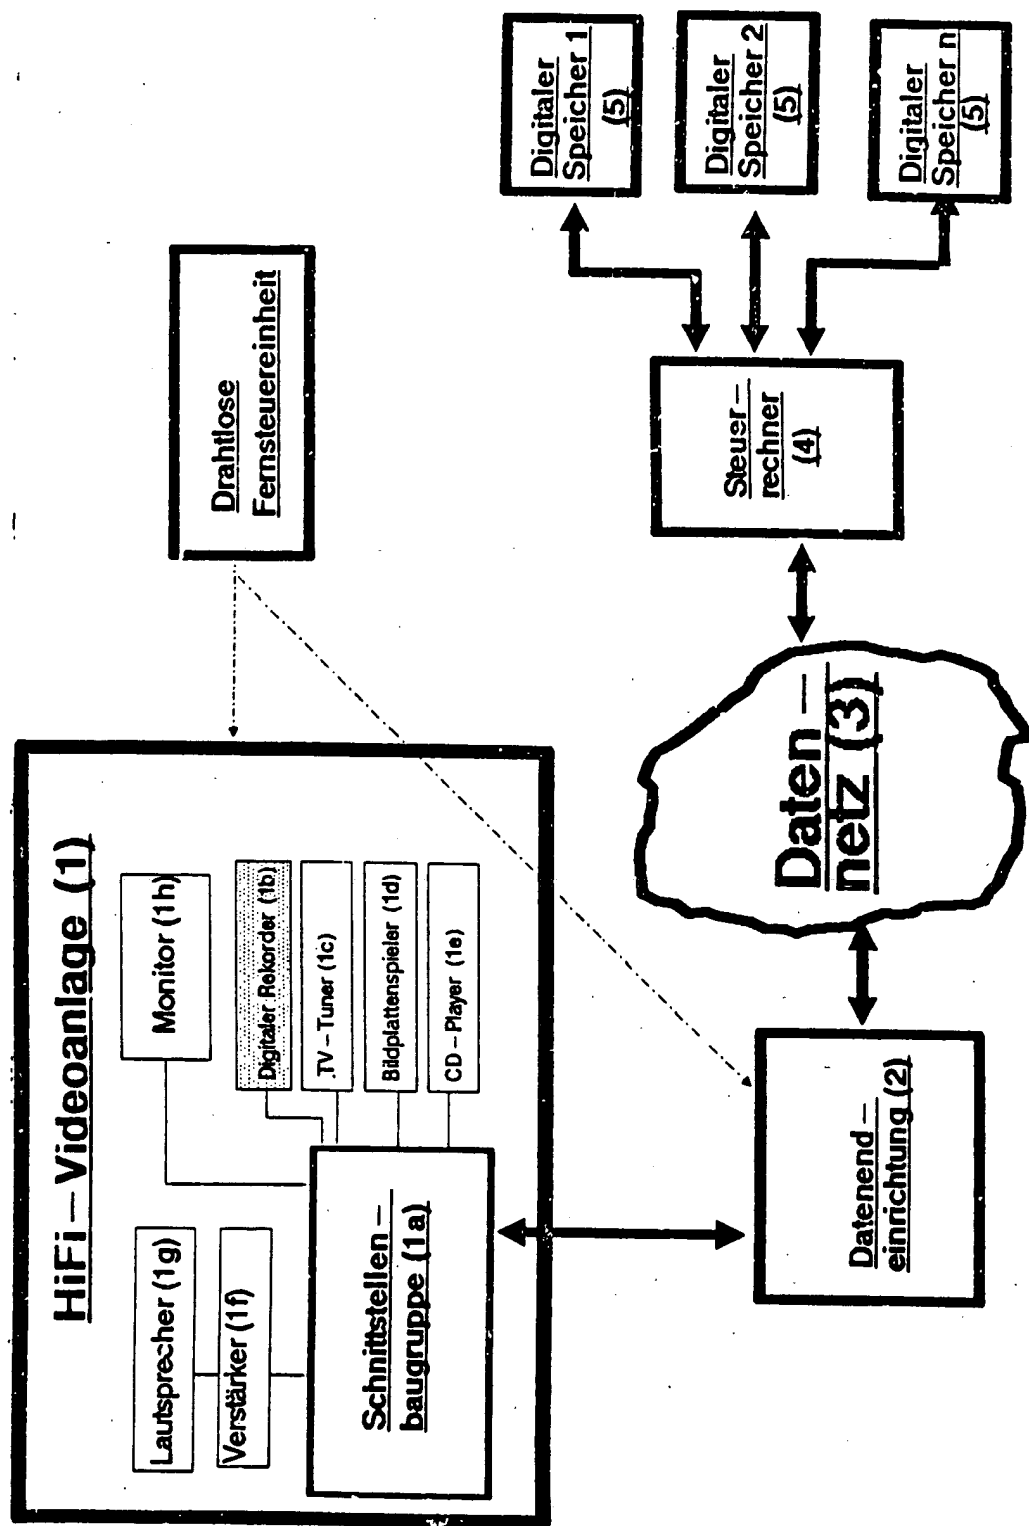 HiFi – Videoanlage (1)
Lautsprecher (1g)
Verstärker (1f)
Monitor (1h)
Digitaler Rekorder (1b)
TV – Tuner (1c)
Bildplattenspieler (1d)
CD – Player (1e)
Schnittstellen –
baugruppe (1a)
Drahtlose
Fernsteuereinheit
Datenend –
einrichtung (2)
Daten –
netz (3)
Steuer –
rechner
(4)
Digitaler
Speicher 1
(5)
Digitaler
Speicher 2
(5)
Digitaler
Speicher n
(5)